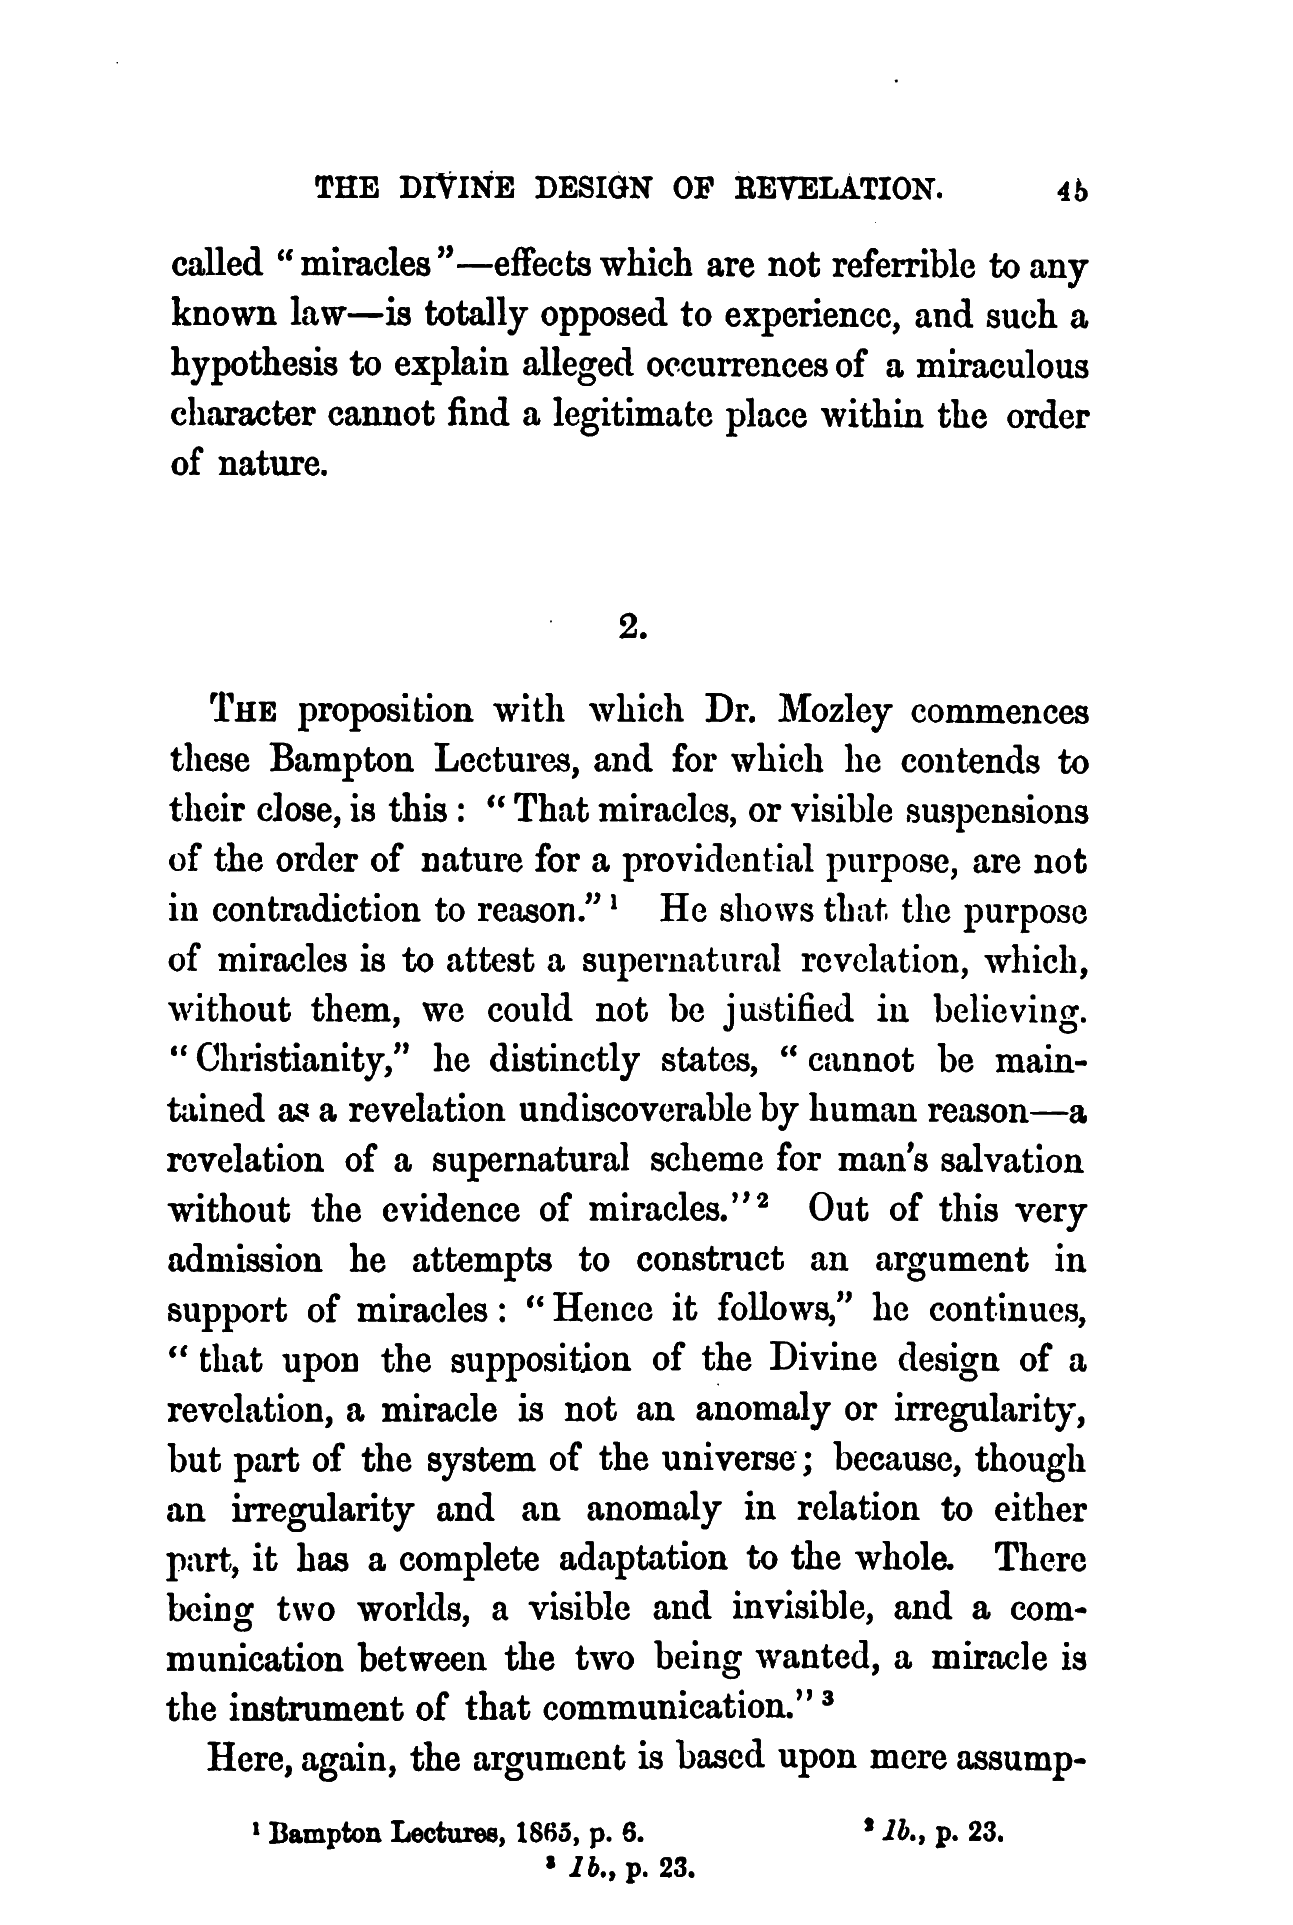 THE DIVINE DESIGN OF REVELATION. 45
called “miracles”—effects which are not referrible to any
known law—is totally opposed to experience, and such a
hypothesis to explain alleged occurrences of a miraculous
character cannot find a legitimate place within the order
of nature.
2.
THE proposition with which Dr. Mozley commences
these Bampton Lectures, and for which he contends to
their close, is this: “That miracles, or visible suspensions
of the order of nature for a providential purpose, are not
in contradiction to reason.”¹ He shows that the purpose
of miracles is to attest a supernatural revelation, which,
without them, we could not be justified in believing.
“Christianity,” he distinctly states, “cannot be main-
tained as a revelation undiscoverable by human reason—a
revelation of a supernatural scheme for man's salvation
without the evidence of miracles.”² Out of this very
admission he attempts to construct an argument in
support of miracles: “Hence it follows,” he continues,
“that upon the supposition of the Divine design of a
revelation, a miracle is not an anomaly or irregularity,
but part of the system of the universe; because, though
an irregularity and an anomaly in relation to either
part, it has a complete adaptation to the whole. There
being two worlds, a visible and invisible, and a com-
munication between the two being wanted, a miracle is
the instrument of that communication.”³
Here, again, the argument is based upon mere assump-
¹ Bampton Lectures, 1865, p. 6. ² Ib., p. 23.
³ Ib., p. 23.